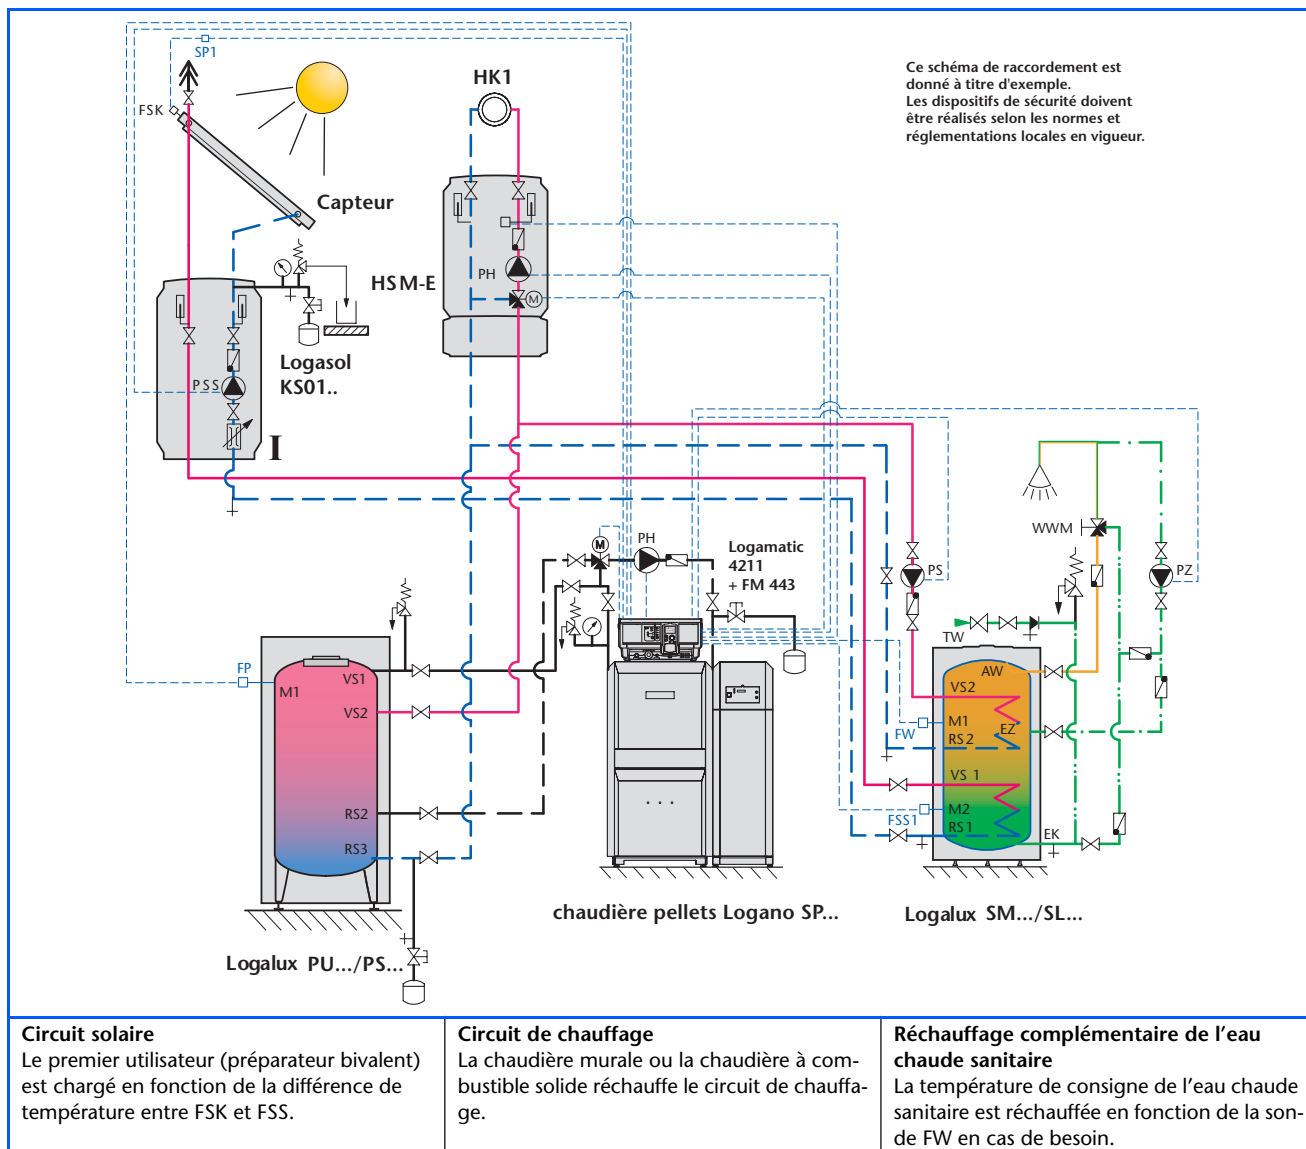 SP1
FSK
Capteur
HK1
Ce schéma de raccordement est
donné à titre d'exemple.
Les dispositifs de sécurité doivent
être réalisés selon les normes et
réglementations locales en vigueur.
HSM-E
PH
M
Logasol
KS01..
PSS
I
M
PH
Logamatic
4211
+ FM 443
WWM
PS
PZ
TW
FP
M1
VS1
VS2
RS2
RS3
AW
VS2
M1
FW
RS2
EZ
VS 1
M2
FSS1
RS1
EK
chaudière pellets Logano SP...
Logalux SM.../SL...
Logalux PU.../PS...
Circuit solaire
Le premier utilisateur (préparateur bivalent)
est chargé en fonction de la différence de
température entre FSK et FSS.
Circuit de chauffage
La chaudière murale ou la chaudière à com-
bustible solide réchauffe le circuit de chauffa-
ge.
Réchauffage complémentaire de l’eau
chaude sanitaire
La température de consigne de l’eau chaude
sanitaire est réchauffée en fonction de la son-
de FW en cas de besoin.